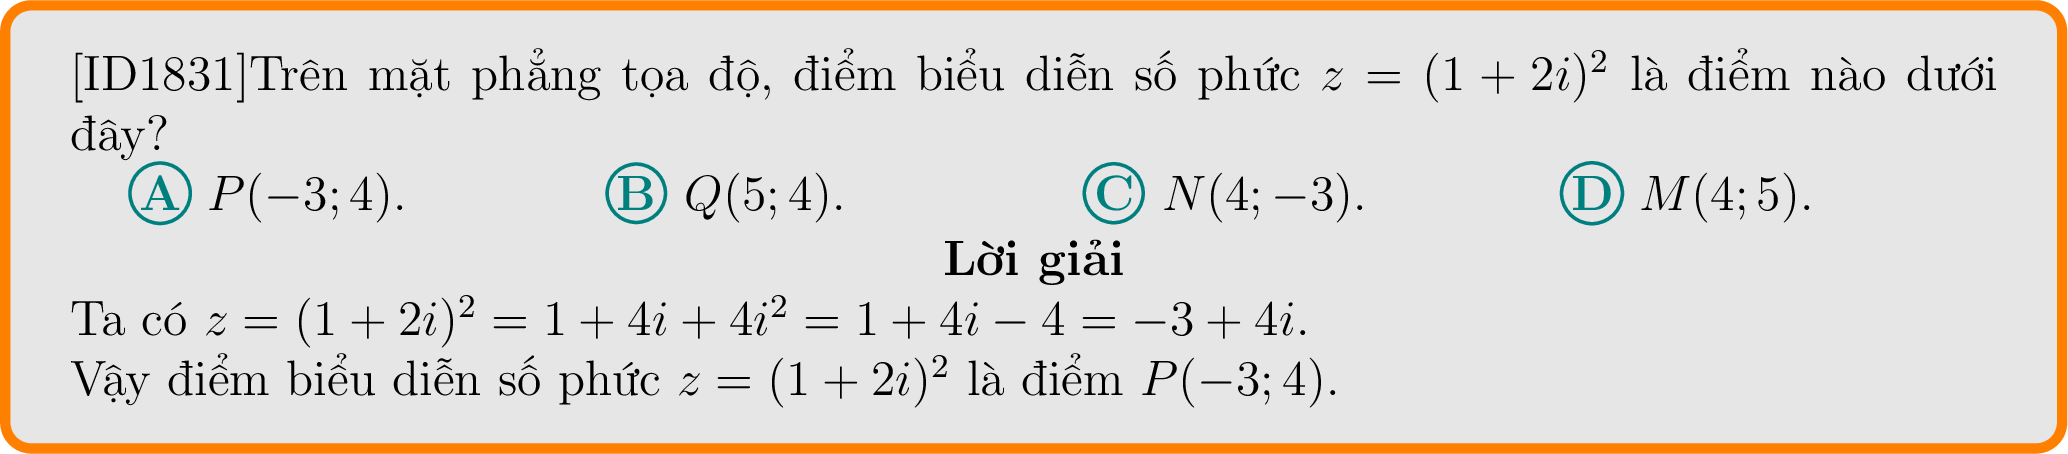 [ID1831]Trên mặt phẳng tọa độ, điểm biểu diễn số phức z = (1 + 2i)² là điểm nào dưới
đây?
A P(−3; 4). B Q(5; 4). C N(4; −3). D M(4; 5).
Lời giải
Ta có z = (1 + 2i)² = 1 + 4i + 4i² = 1 + 4i − 4 = −3 + 4i.
Vậy điểm biểu diễn số phức z = (1 + 2i)² là điểm P(−3; 4).